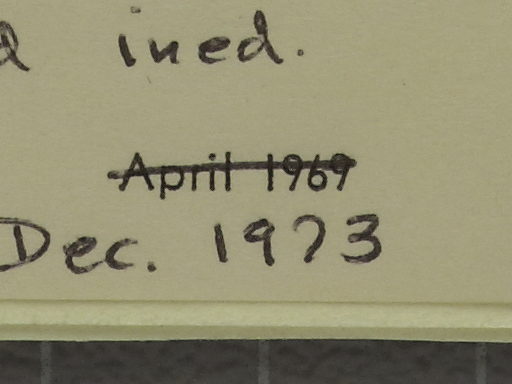 ined.
April 1969
Dec. 1973